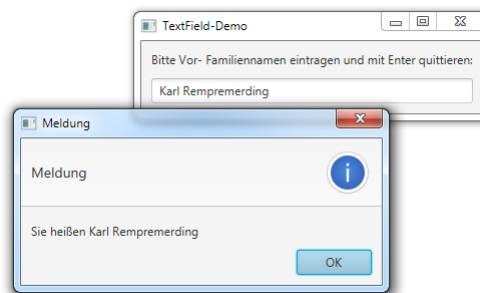 TextField-Demo
Bitte Vor- Familiennamen eintragen und mit Enter quittieren:
Karl Rempremerding
Meldung
Meldung
i
Sie heißen Karl Rempremerding
OK